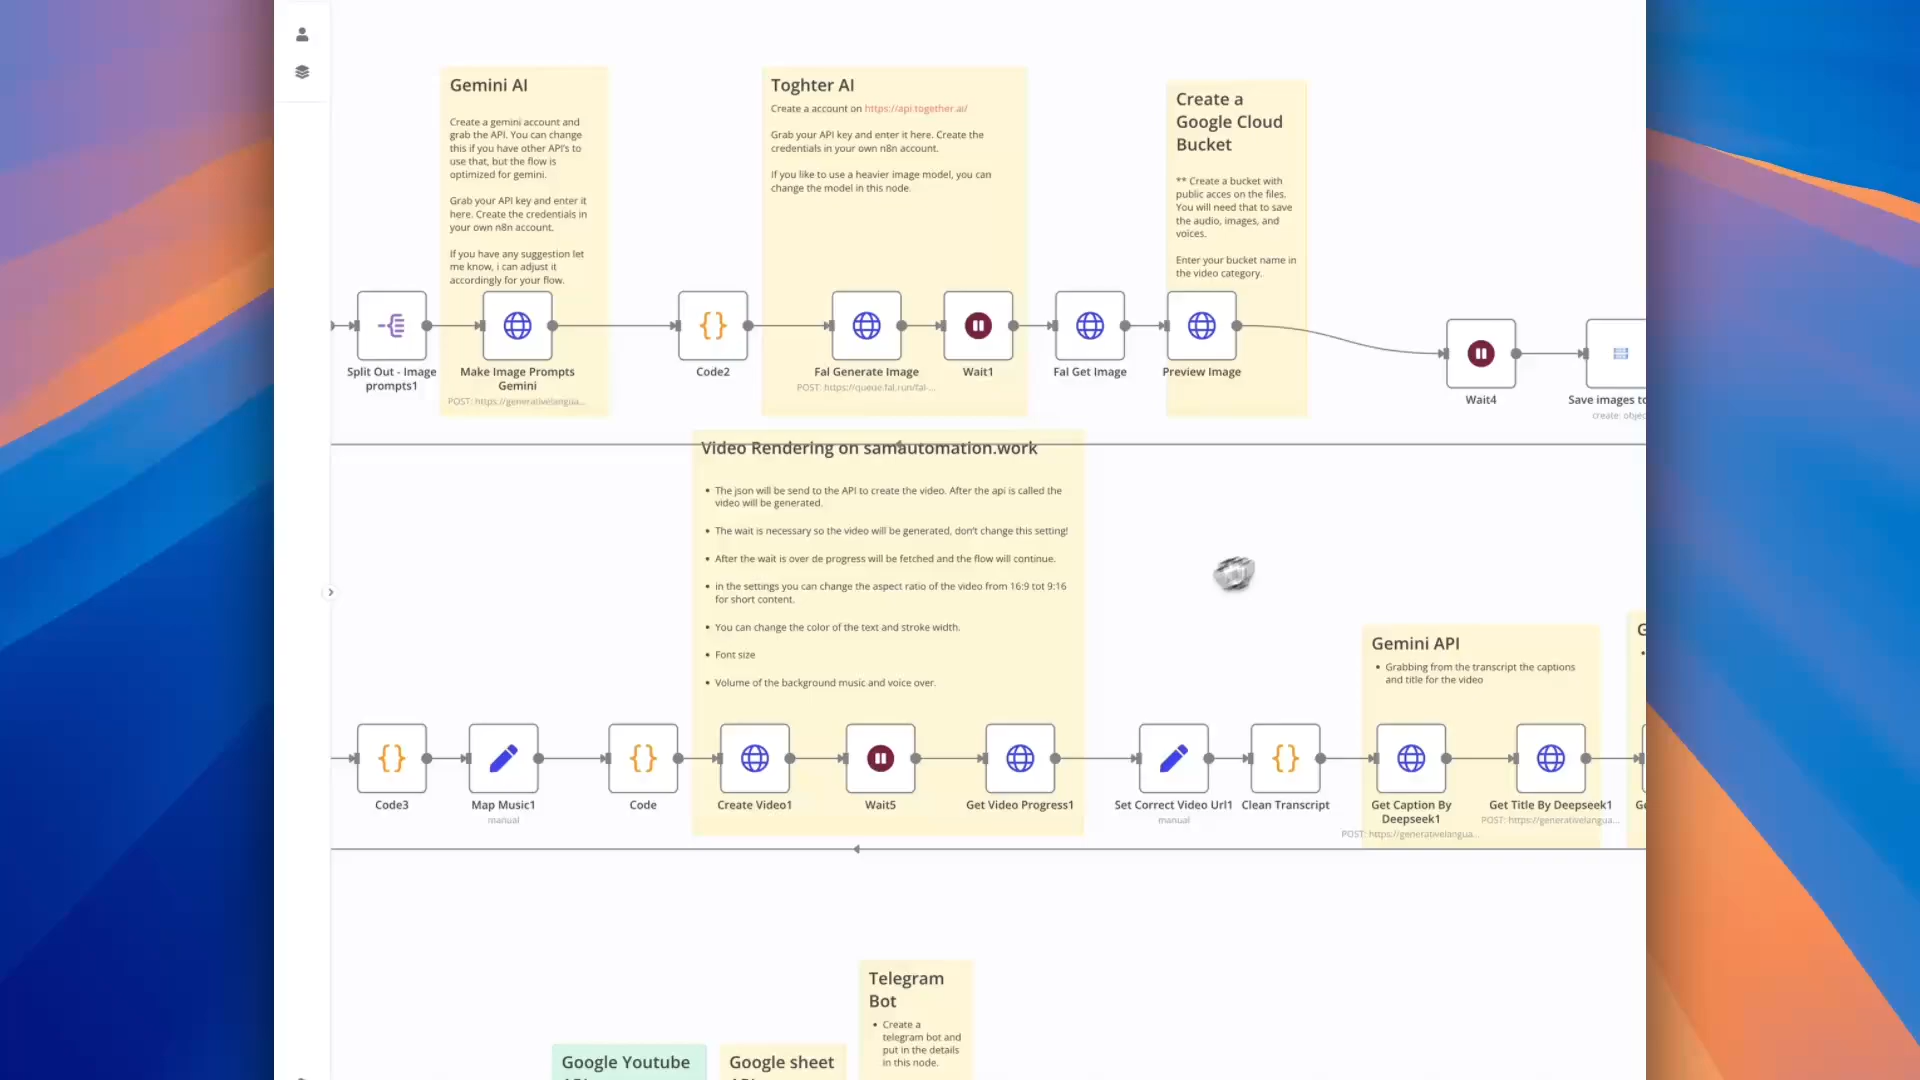 Gemini AI
Create a gemini account and
grab the API. You can change
this if you have other API's to
use that, but the flow is
optimized for gemini.
Grab your API key and enter it
here. Create the credentials in
your own n8n account.
If you have any suggestion let
me know, i can adjust it
accordingly for your flow.
Toghter AI
Create a account on https://api.together.ai/
Grab your API key and enter it here. Create the
credentials in your own n8n account.
If you like to use a heavier image model, you can
change the model in this node.
Create a
Google Cloud
Bucket
** Create a bucket with
public acces on the files.
You will need that to save
the audio, images, and
voices.
Enter your bucket name in
the video category.
Split Out - Image
prompts1
Make Image Prompts
Gemini
POST: https://generativelangua...
Code2
Fal Generate Image
POST: https://queue.fal.run/fal-...
Wait1
Fal Get Image
Preview Image
Wait4
Save images to
create: objec
Video Rendering on samautomation.work
• The json will be send to the API to create the video. After the api is called the
video will be generated.
• The wait is necessary so the video will be generated, don't change this setting!
• After the wait is over de progress will be fetched and the flow will continue.
• in the settings you can change the aspect ratio of the video from 16:9 tot 9:16
for short content.
• You can change the color of the text and stroke width.
• Font size
• Volume of the background music and voice over.
Gemini API
• Grabbing from the transcript the captions
and title for the video
G
Code3
Map Music1
manual
Code
Create Video1
Wait5
Get Video Progress1
Set Correct Video Url1
manual
Clean Transcript
Get Caption By
Deepseek1
POST: https://generativelangua...
Get Title By Deepseek1
POST: https://generativelangua...
Ge
Telegram
Bot
• Create a
telegram bot and
put in the details
in this node.
Google Youtube
Google sheet